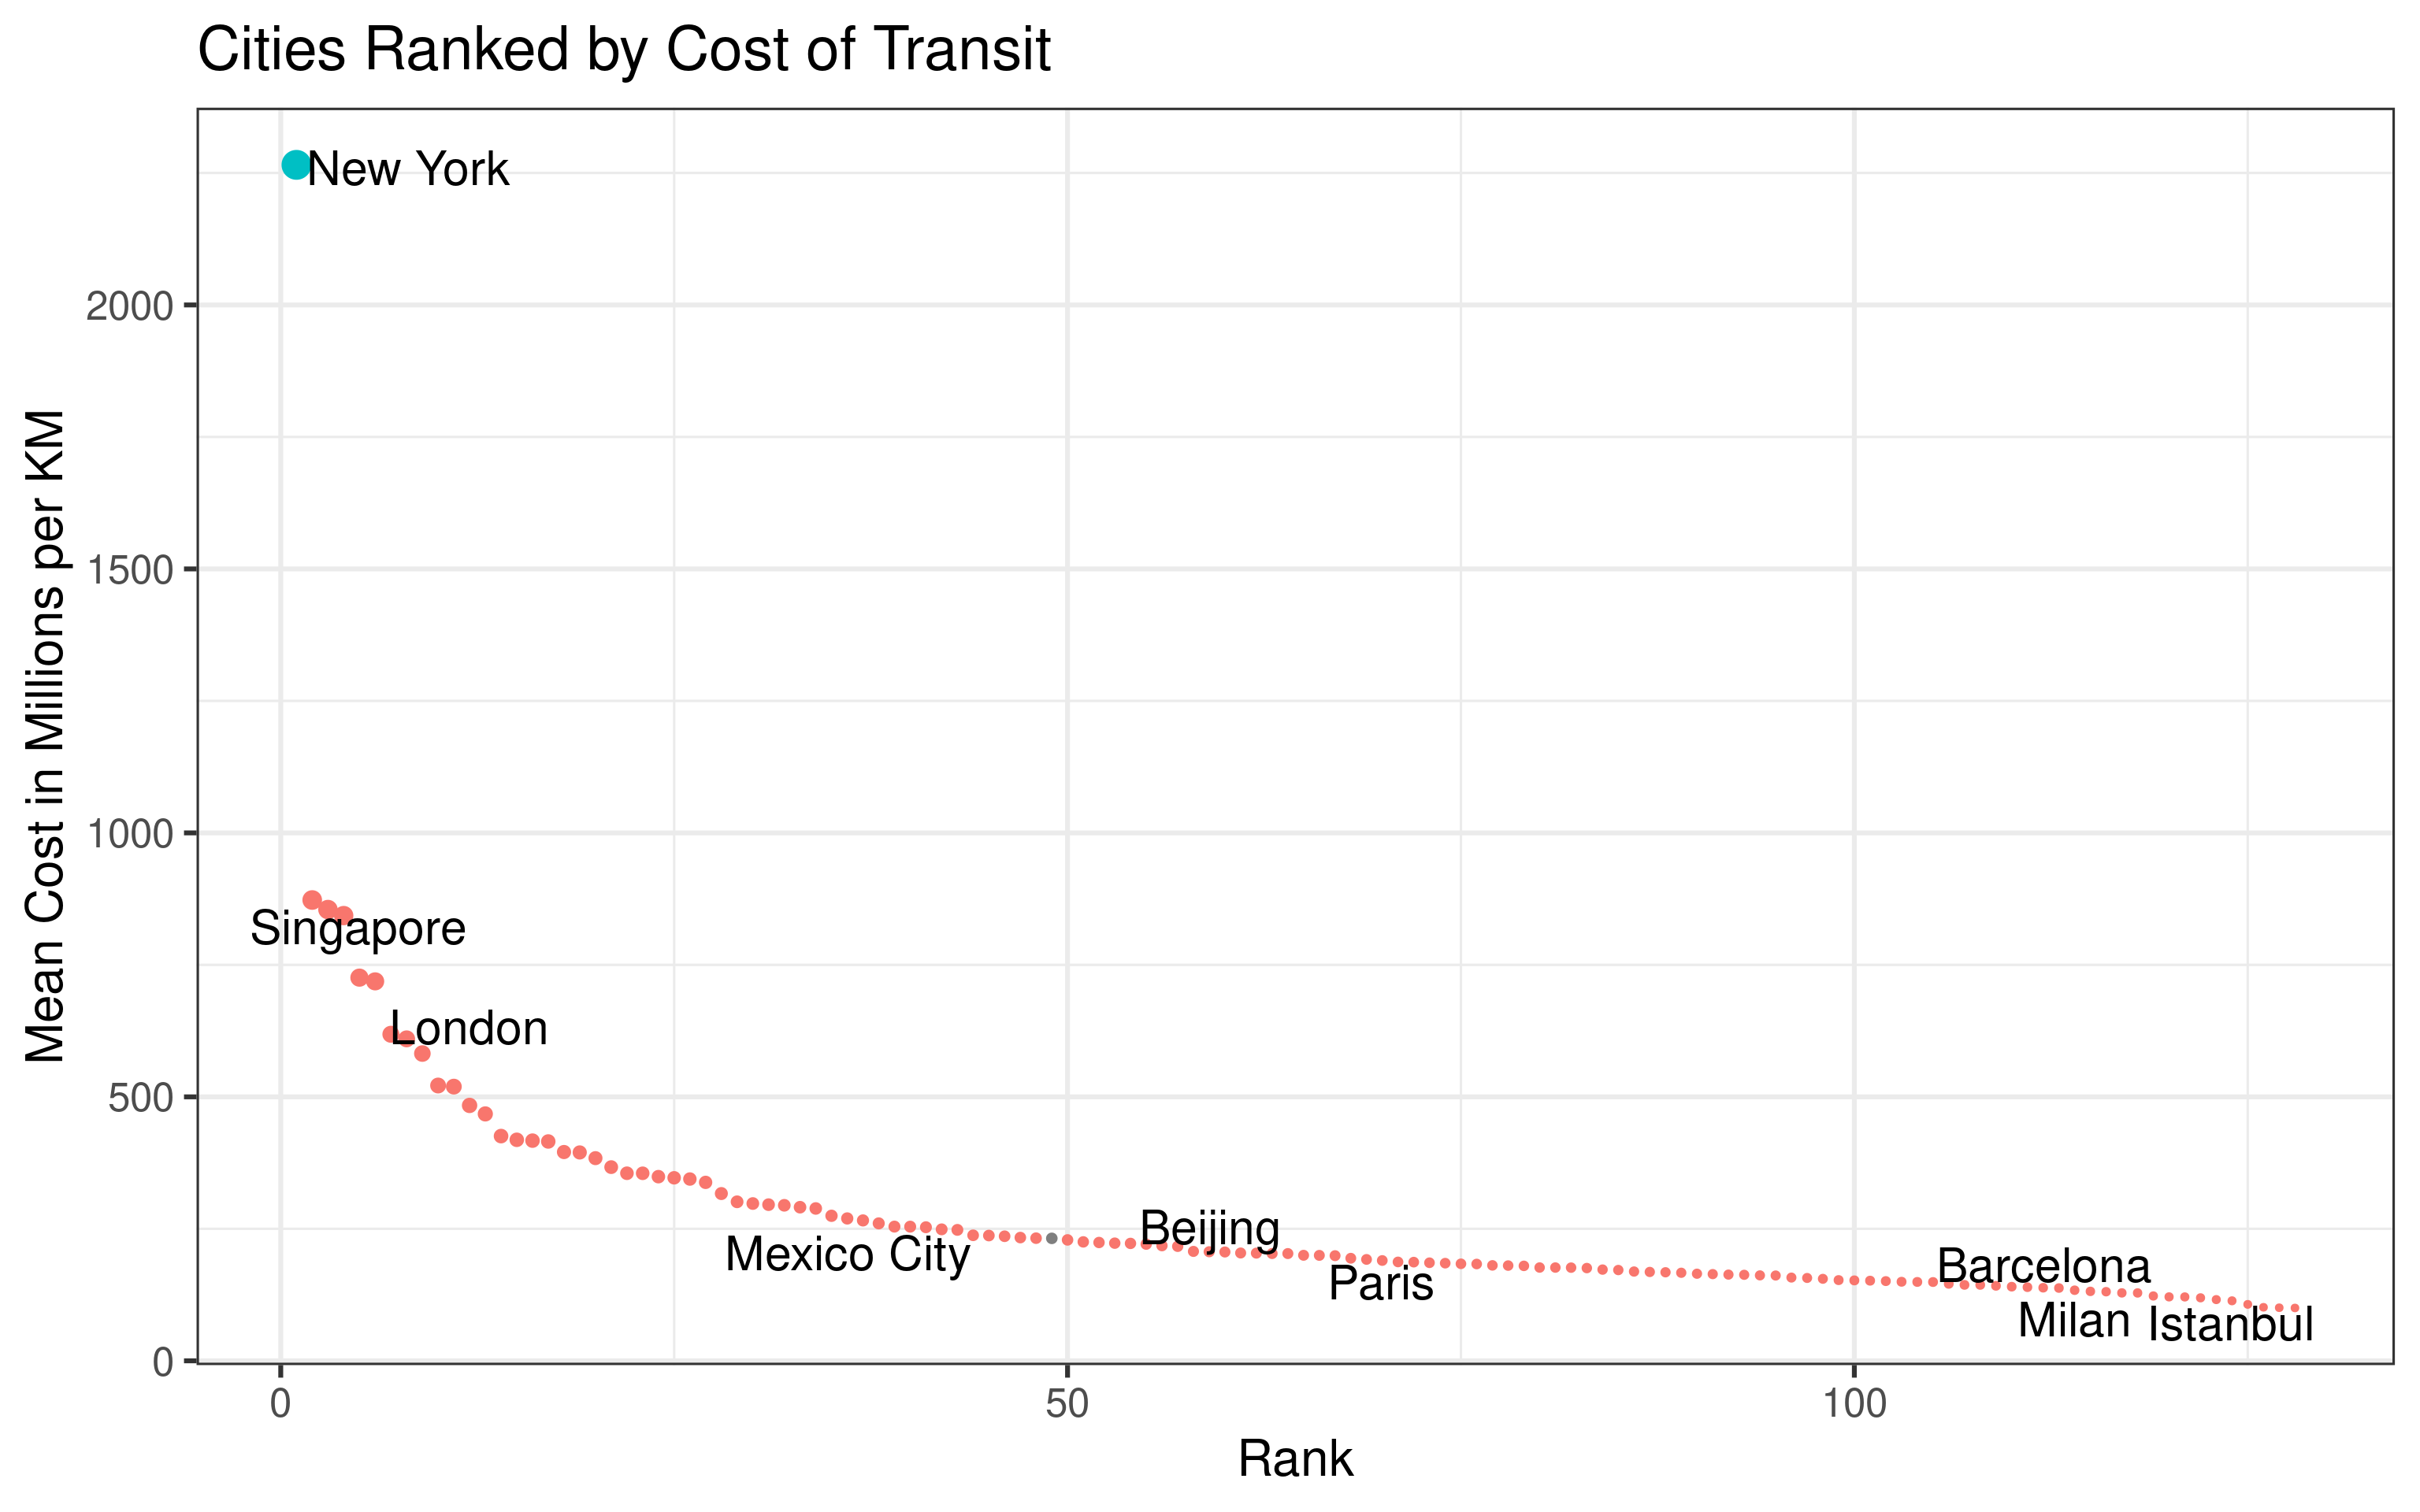 Cities Ranked by Cost of Transit
Mean Cost in Millions per KM
2000
1500
1000
500
0
New York
Singapore
London
Mexico City
Beijing
Paris
Barcelona
Milan
Istanbul
0
50
100
Rank